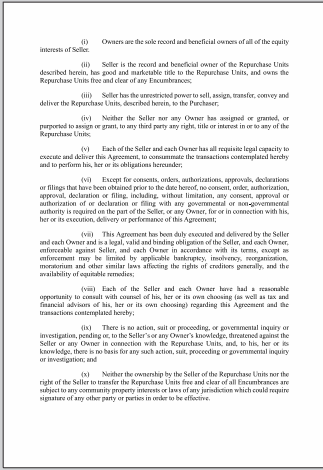 (i) Owners are the sole record and beneficial owners of all of the equity
interests of Seller.
(ii) Seller is the record and beneficial owner of the Repurchase Units
described herein, has good and marketable title to the Repurchase Units, and owns the
Repurchase Units free and clear of any Encumbrances;
(iii) Seller has the unrestricted power to sell, assign, transfer, convey and
deliver the Repurchase Units, described herein, to the Purchaser;
(iv) Neither the Seller nor any Owner has assigned or granted, or
purported to assign or grant, to any third party any right, title or interest in or to any of the
Repurchase Units;
(v) Each of the Seller and each Owner has all requisite legal capacity to
execute and deliver this Agreement, to consummate the transactions contemplated hereby
and to perform his, her or its obligations hereunder;
(vi) Except for consents, orders, authorizations, approvals, declarations
or filings that have been obtained prior to the date hereof, no consent, order, authorization,
approval, declaration or filing, including, without limitation, any consent, approval or
authorization of or declaration or filing with any governmental or non-governmental
authority is required on the part of the Seller, or any Owner, for or in connection with his,
her or its execution, delivery or performance of this Agreement;
(vii) This Agreement has been duly executed and delivered by the Seller
and each Owner and is a legal, valid and binding obligation of the Seller, and each Owner,
enforceable against Seller, and each Owner in accordance with its terms, except as
enforcement may be limited by applicable bankruptcy, insolvency, reorganization,
moratorium and other similar laws affecting the rights of creditors generally, and the
availability of equitable remedies;
(viii) Each of the Seller and each Owner have had a reasonable
opportunity to consult with counsel of his, her or its own choosing (as well as tax and
financial advisors of his, her or its own choosing) regarding this Agreement and the
transactions contemplated hereby;
(ix) There is no action, suit or proceeding, or governmental inquiry or
investigation, pending or, to the Seller's or any Owner's knowledge, threatened against the
Seller or any Owner in connection with the Repurchase Units, and, to his, her or its
knowledge, there is no basis for any such action, suit, proceeding or governmental inquiry
or investigation; and
(x) Neither the ownership by the Seller of the Repurchase Units nor the
right of the Seller to transfer the Repurchase Units free and clear of all Encumbrances are
subject to any community property interests or laws of any jurisdiction which could require
signature of any other party or parties in order to be effective.